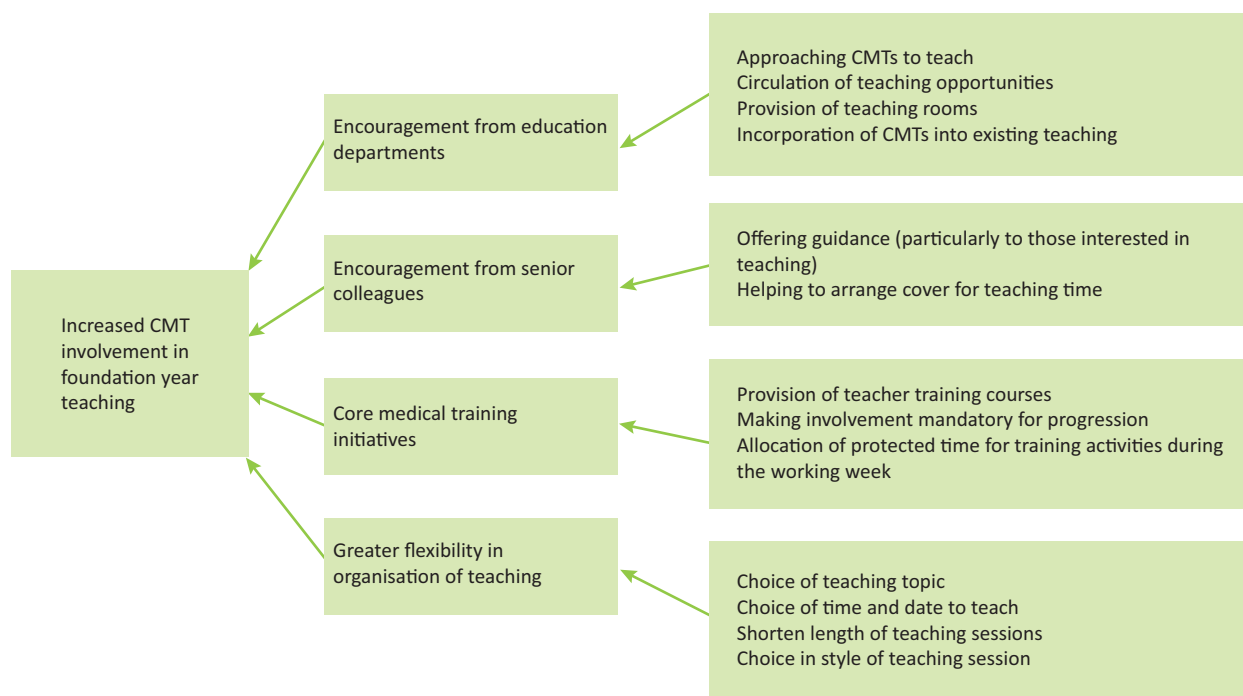 Increased CMT
involvement in
foundation year
teaching
Encouragement from education
departments
Encouragement from senior
colleagues
Core medical training
initiatives
Greater flexibility in
organisation of teaching
Approaching CMTs to teach
Circulation of teaching opportunities
Provision of teaching rooms
Incorporation of CMTs into existing teaching
Offering guidance (particularly to those interested in
teaching)
Helping to arrange cover for teaching time
Provision of teacher training courses
Making involvement mandatory for progression
Allocation of protected time for training activities during
the working week
Choice of teaching topic
Choice of time and date to teach
Shorten length of teaching sessions
Choice in style of teaching session